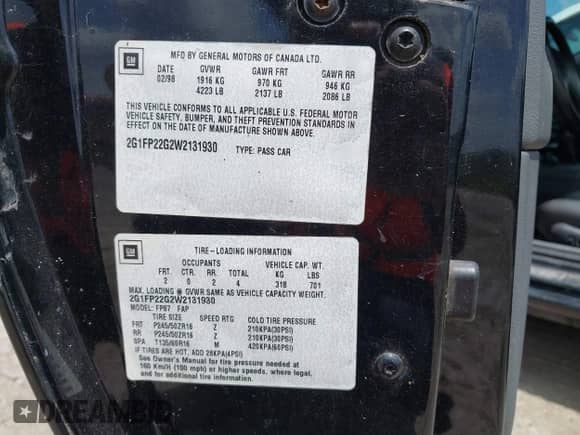 GM
MFD BY GENERAL MOTORS OF CANADA LTD.
DATE GVWR GAWR FRT GAWR RR
02/98 1916 KG 970 KG 946 KG
4223 LB 2137 LB 2086 LB
THIS VEHICLE CONFORMS TO ALL APPLICABLE U.S. FEDERAL MOTOR
VEHICLE SAFETY, BUMPER, AND THEFT PREVENTION STANDARDS IN
EFFECT ON THE DATE OF MANUFACTURE SHOWN ABOVE.
2G1FP22G2W2131930 TYPE: PASS CAR
GM
TIRE-LOADING INFORMATION
OCCUPANTS VEHICLE CAP. WT.
FRT. CTR. RR. TOTAL KG LBS
2 0 2 4 318 701
MAX. LOADING @ GVWR SAME AS VEHICLE CAPACITY WEIGHT.
2G1FP22G2W2131930
MODEL: FP87 FAP
TIRE SIZE SPEED RTG COLD TIRE PRESSURE
FRT P245/50ZR16 Z 210KPA(30PSI)
RR P245/50ZR16 Z 210KPA(30PSI)
SPA T135/60R16 M 420KPA(60PSI)
IF TIRES ARE HOT, ADD 28KPA(4PSI)
See Owner's Manual for tire pressure needed at
160 Km/H (100 mph) or higher speeds, where legal,
and for additional tire information.
DREAMBID